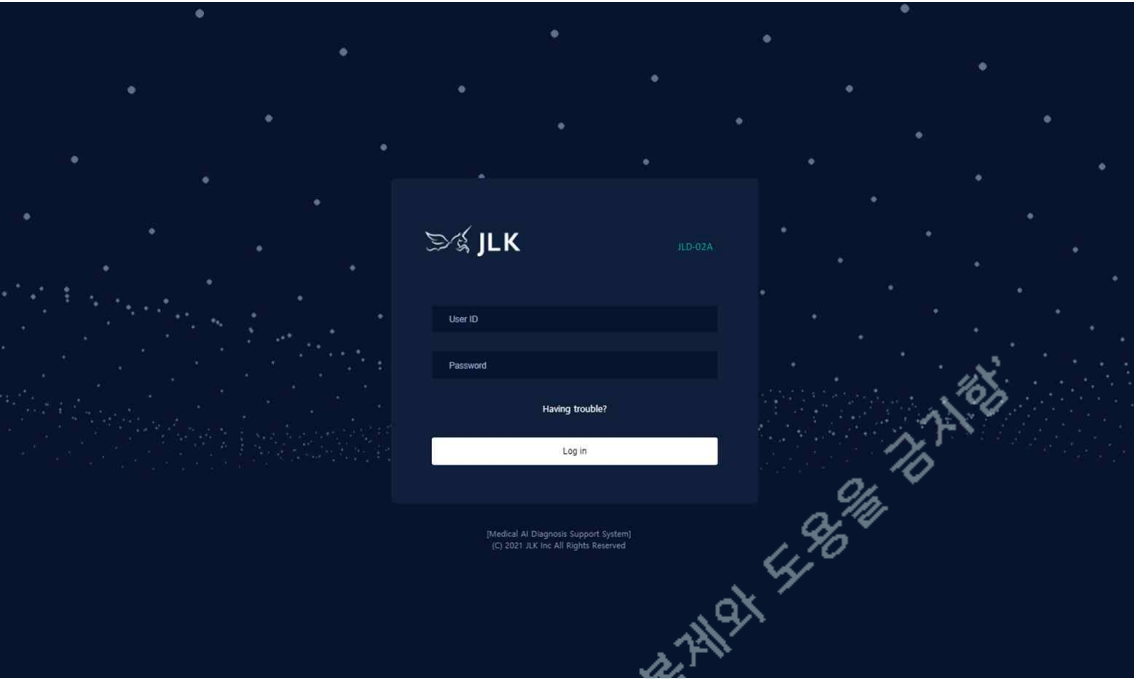 JLK
JLD-02A
User ID
Password
Having trouble?
Log in
[Medical AI Diagnosis Support System]
(C) 2021 JLK Inc All Rights Reserved
복제와 도용을 금지함